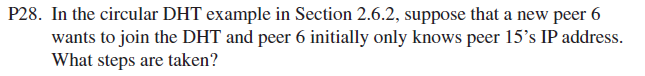 P28. In the circular DHT example in Section 2.6.2, suppose that a new peer 6
wants to join the DHT and peer 6 initially only knows peer 15’s IP address.
What steps are taken?